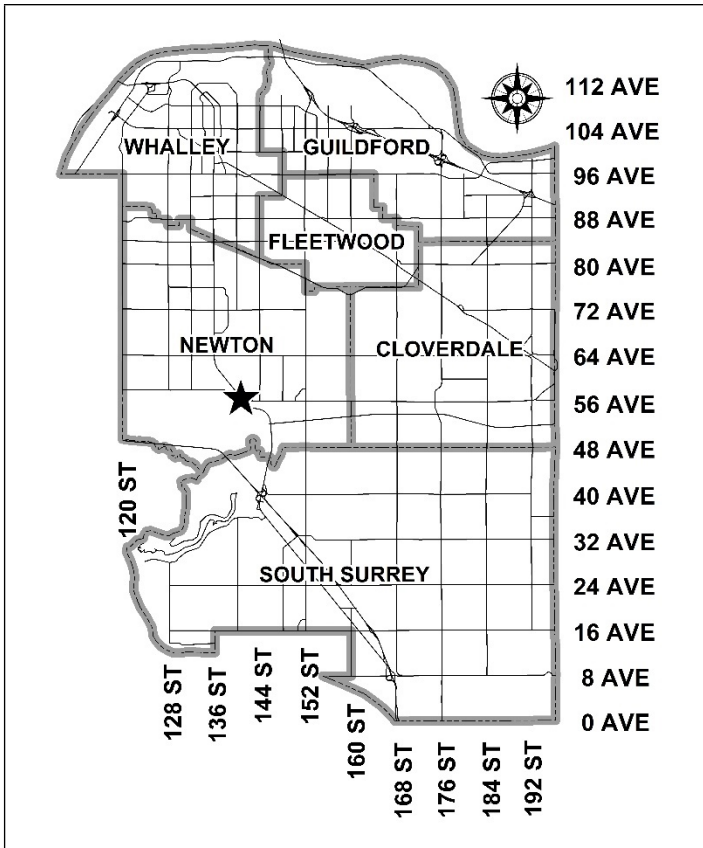 112 AVE
104 AVE
WHALLEY
GUILDFORD
96 AVE
88 AVE
FLEETWOOD
80 AVE
72 AVE
NEWTON
CLOVERDALE
64 AVE
56 AVE
48 AVE
120 ST
40 AVE
32 AVE
SOUTH SURREY
24 AVE
16 AVE
128 ST
136 ST
144 ST
152 ST
160 ST
8 AVE
0 AVE
168 ST
176 ST
184 ST
192 ST